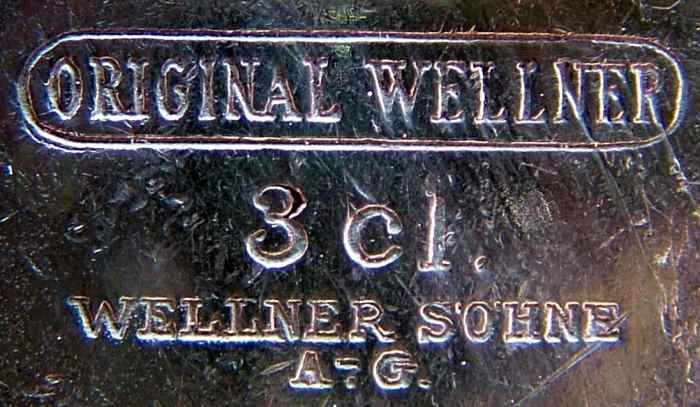 ORIGINAL WELLNER
3 cl.
WELLNER SÖHNE
A-G.